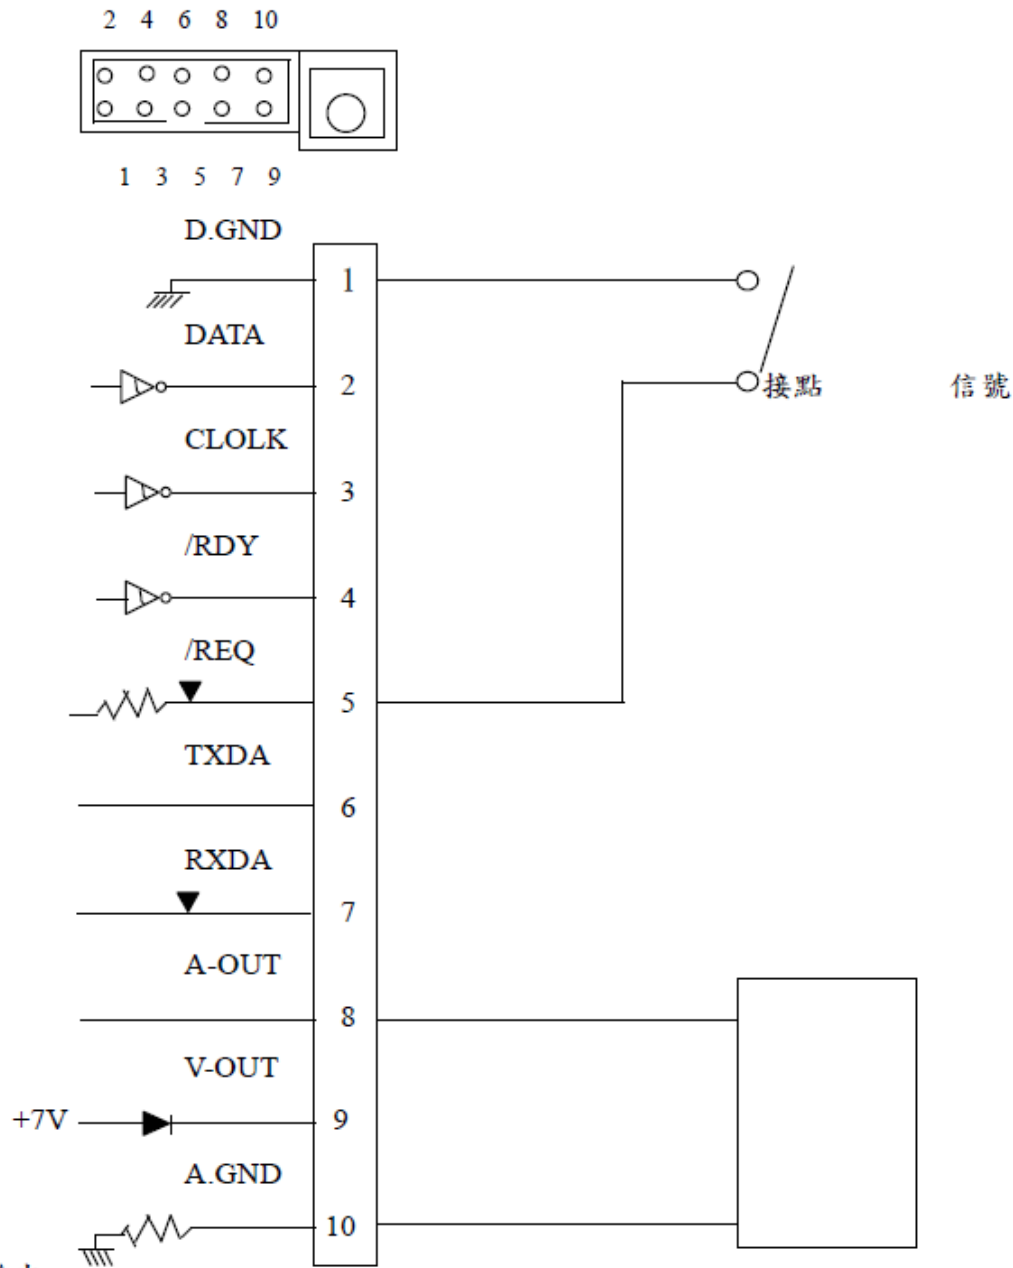 2 4 6 8 10
1 3 5 7 9
D.GND
1
DATA
2
接點 信號
CLOLK
3
/RDY
4
/REQ
5
TXDA
6
RXDA
7
A-OUT
8
V-OUT
+7V
9
A.GND
10